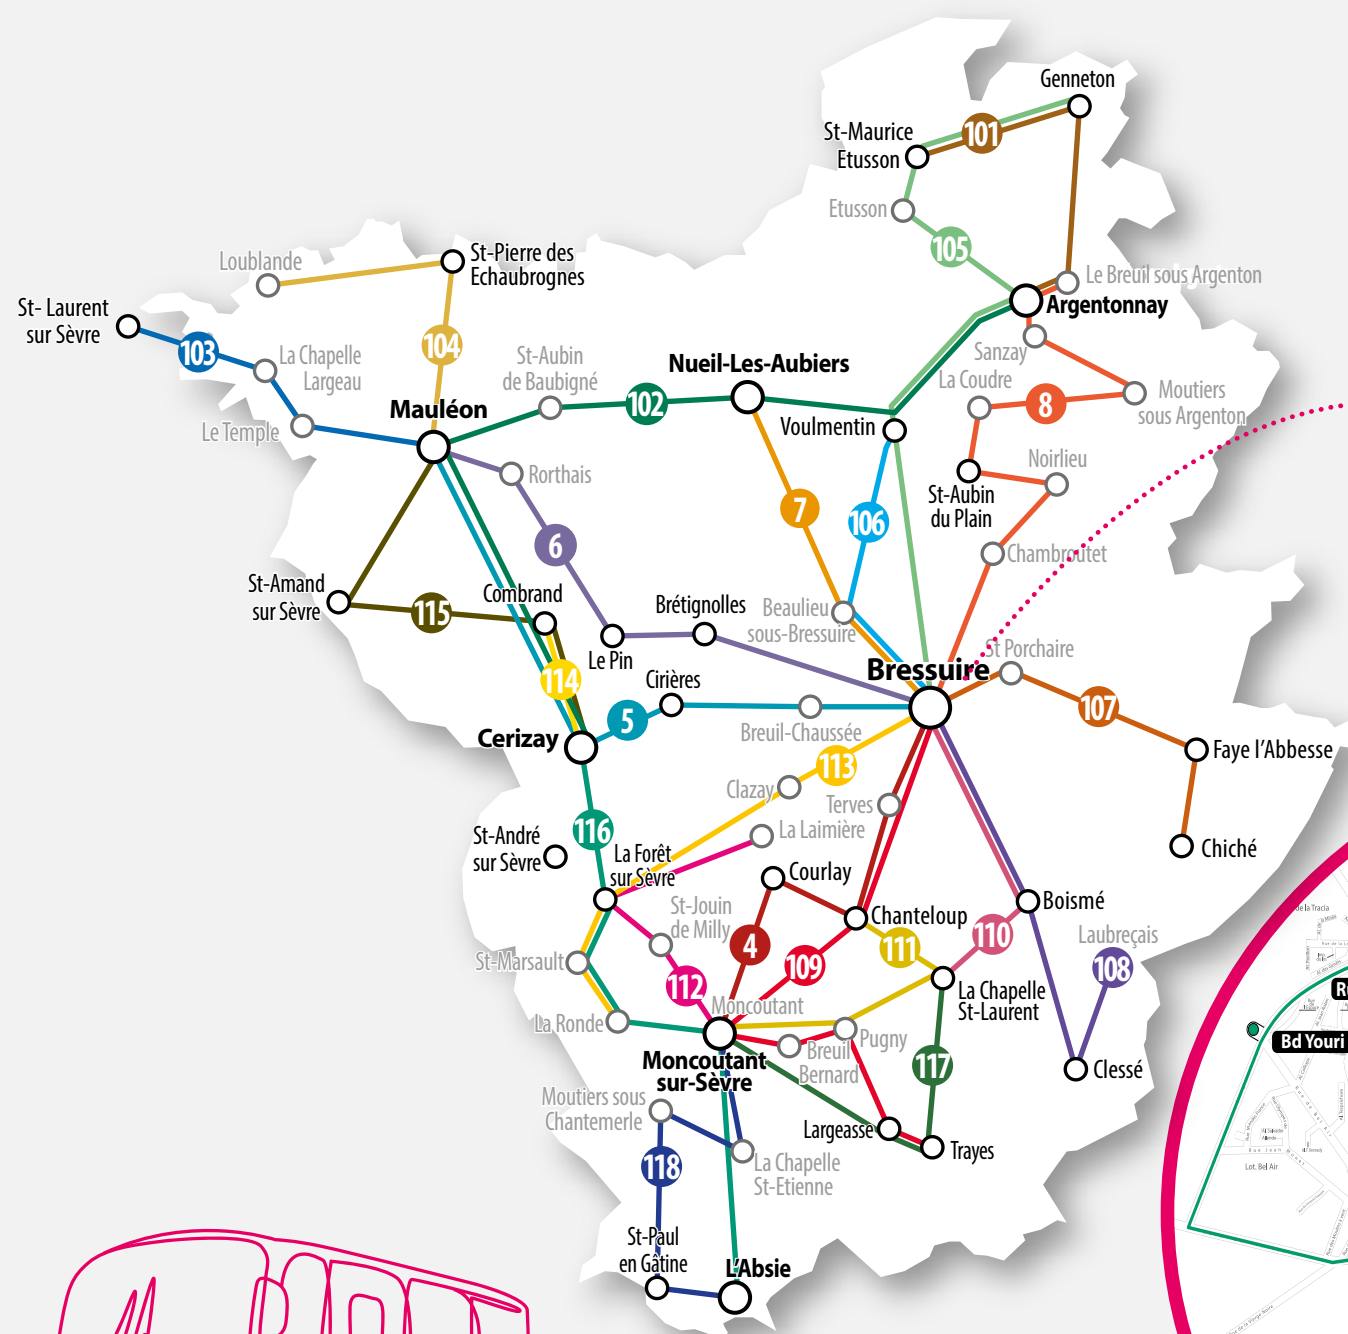 Genneton
St-Maurice
Etusson
101
Etusson
105
Le Breuil sous Argenton
Argentonnay
Loublande
St-Pierre des
Echaubrognes
St- Laurent
sur Sèvre
103
La Chapelle
Largeau
104
St-Aubin
de Baubigné
Nueil-Les-Aubiers
Sanzay
La Coudre
8
Moutiers
sous Argenton
Mauléon
102
Le Temple
Voulmentin
Rorthais
Noirlieu
St-Aubin
du Plain
7
106
6
Chambroutet
St-Amand
sur Sèvre
115
Combrand
Brétignolles
Beaulieu
sous-Bressuire
Le Pin
St Porchaire
Bressuire
114
Cirières
107
5
Cerizay
Breuil-Chaussée
Faye l'Abbesse
113
Clazay
Terves
116
La Laimière
St-André
sur Sèvre
La Forêt
sur Sèvre
Courlay
Chiché
St-Jouin
de Milly
Chanteloup
Boismé
4
111
110
Laubreçais
108
109
St-Marsault
112
La Chapelle
St-Laurent
Moncoutant
La Ronde
Pugny
Breuil
Bernard
Moncoutant
sur-Sèvre
117
Clessé
Moutiers sous
Chantemerle
Largeasse
Trayes
118
La Chapelle
St-Etienne
St-Paul
en Gâtine
L'Absie
de la Tracia
Bd Youri
Lot. Bel Air